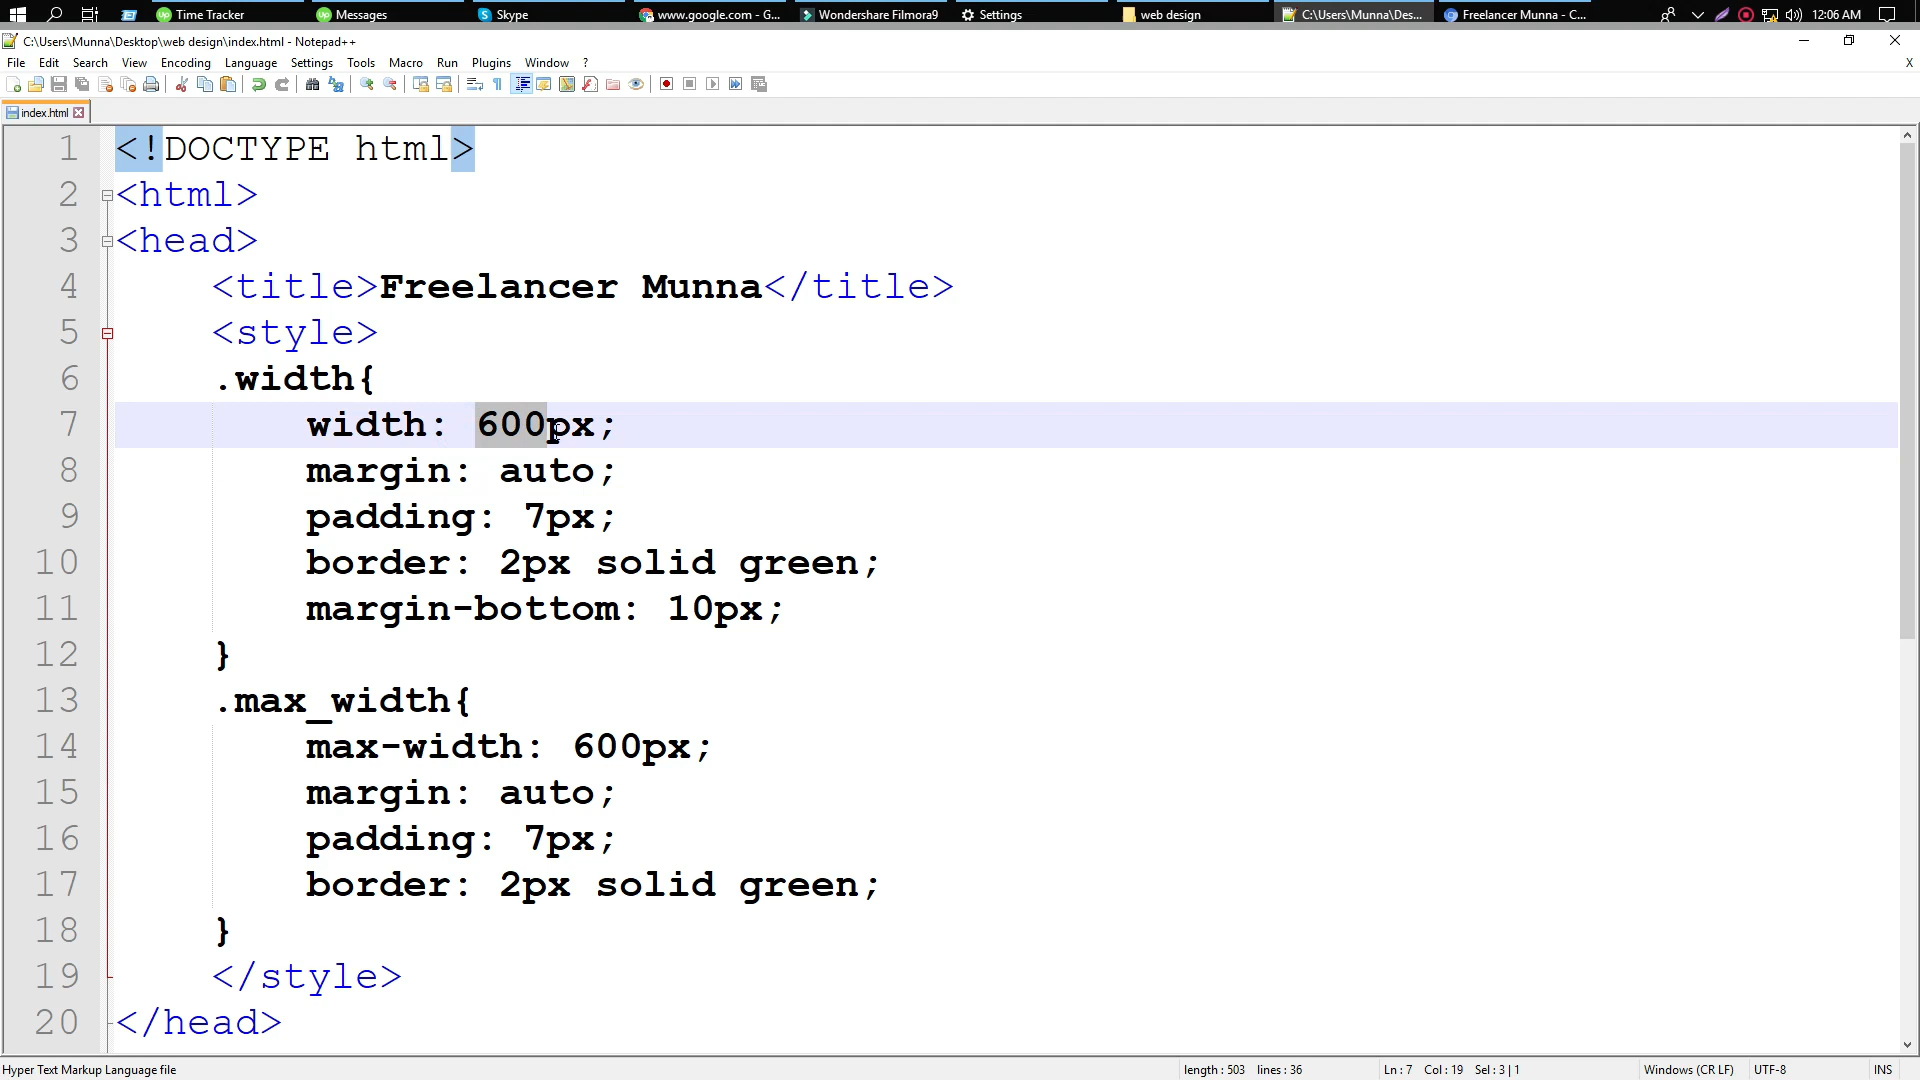 Time Tracker Messages Skype www.google.com - G... Wondershare Filmora9 Settings web design C:\Users\Munna\Des... Freelancer Munna - C... 12:06 AM
C:\Users\Munna\Desktop\web design\index.html - Notepad++
File Edit Search View Encoding Language Settings Tools Macro Run Plugins Window ? X
index.html
1 <!DOCTYPE html>
2 <html>
3 <head>
4 <title>Freelancer Munna</title>
5 <style>
6 .width{
7 width: 600px;
8 margin: auto;
9 padding: 7px;
10 border: 2px solid green;
11 margin-bottom: 10px;
12 }
13 .max_width{
14 max-width: 600px;
15 margin: auto;
16 padding: 7px;
17 border: 2px solid green;
18 }
19 </style>
20 </head>
Hyper Text Markup Language file length : 503 lines : 36 Ln : 7 Col : 19 Sel : 3 | 1 Windows (CR LF) UTF-8 INS